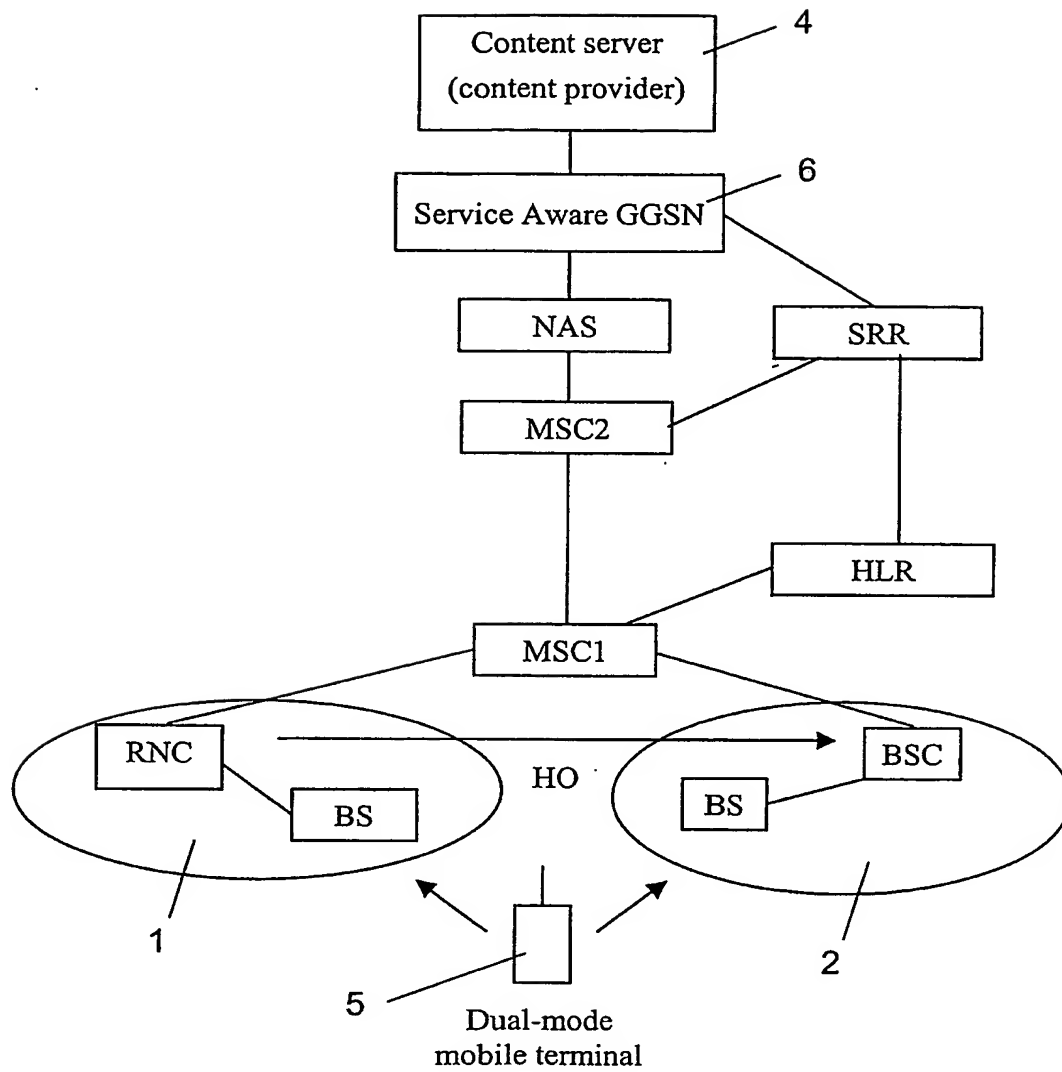 4
Content server
(content provider)
6
Service Aware GGSN
NAS
SRR
MSC2
HLR
MSC1
RNC
BSC
HO
BS
BS
1
2
5
Dual-mode
mobile terminal